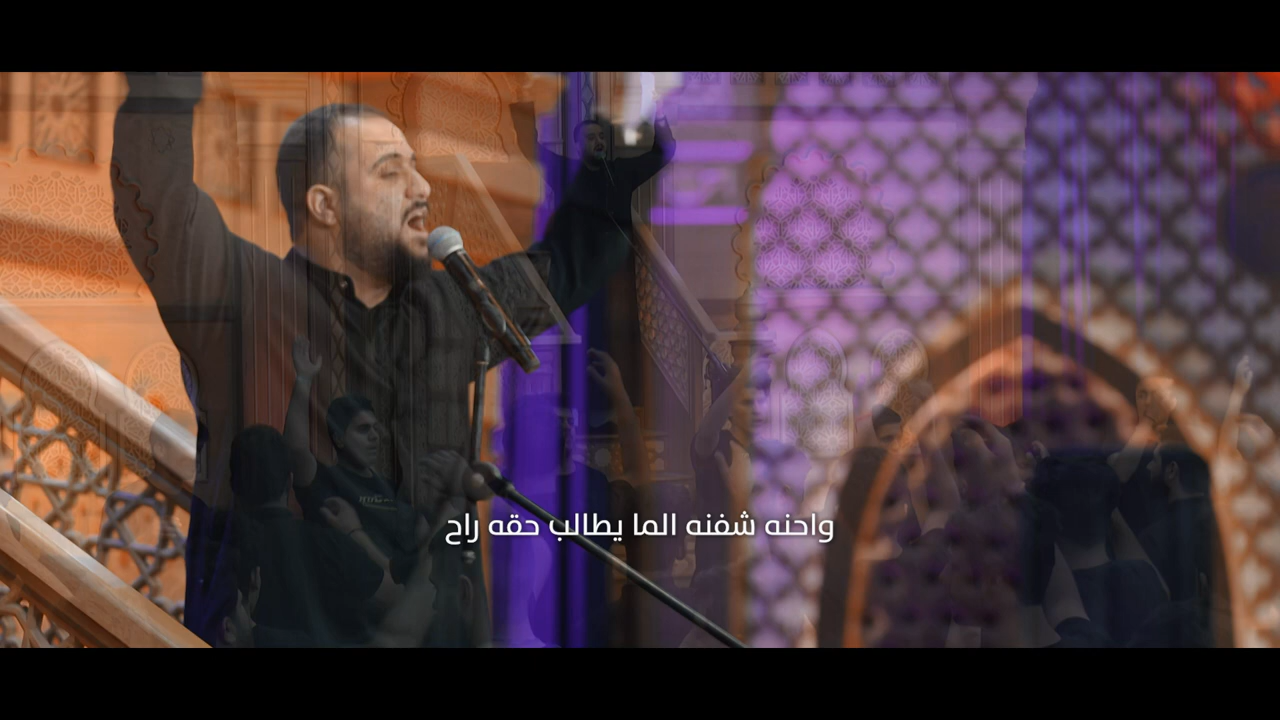 واحنه شفنه الما يطالب حقه راح